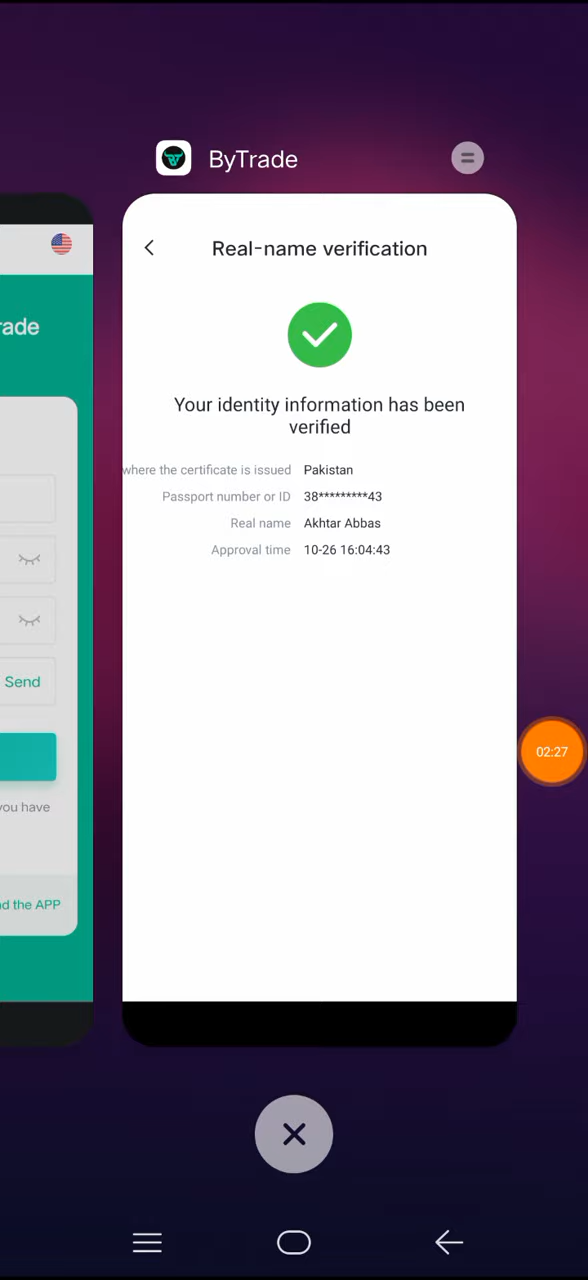 ByTrade
Real-name verification
rade
Your identity information has been
verified
where the certificate is issued Pakistan
Passport number or ID 38*********43
Real name Akhtar Abbas
Approval time 10-26 16:04:43
Send
02:27
you have
d the APP